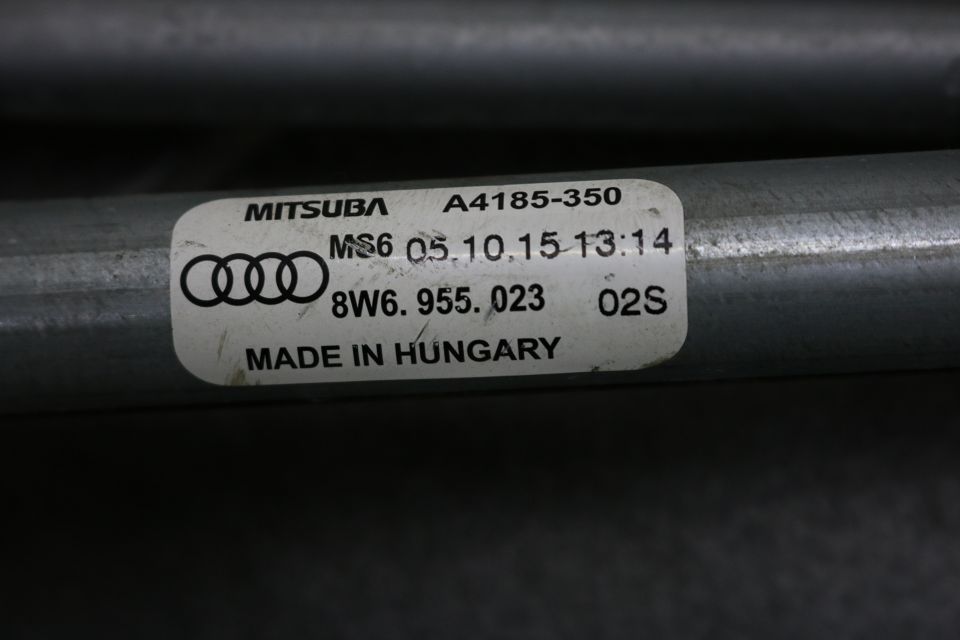 MITSUBA A4185-350
MS6 05.10.15 13:14
8W6. 955. 023 02S
MADE IN HUNGARY